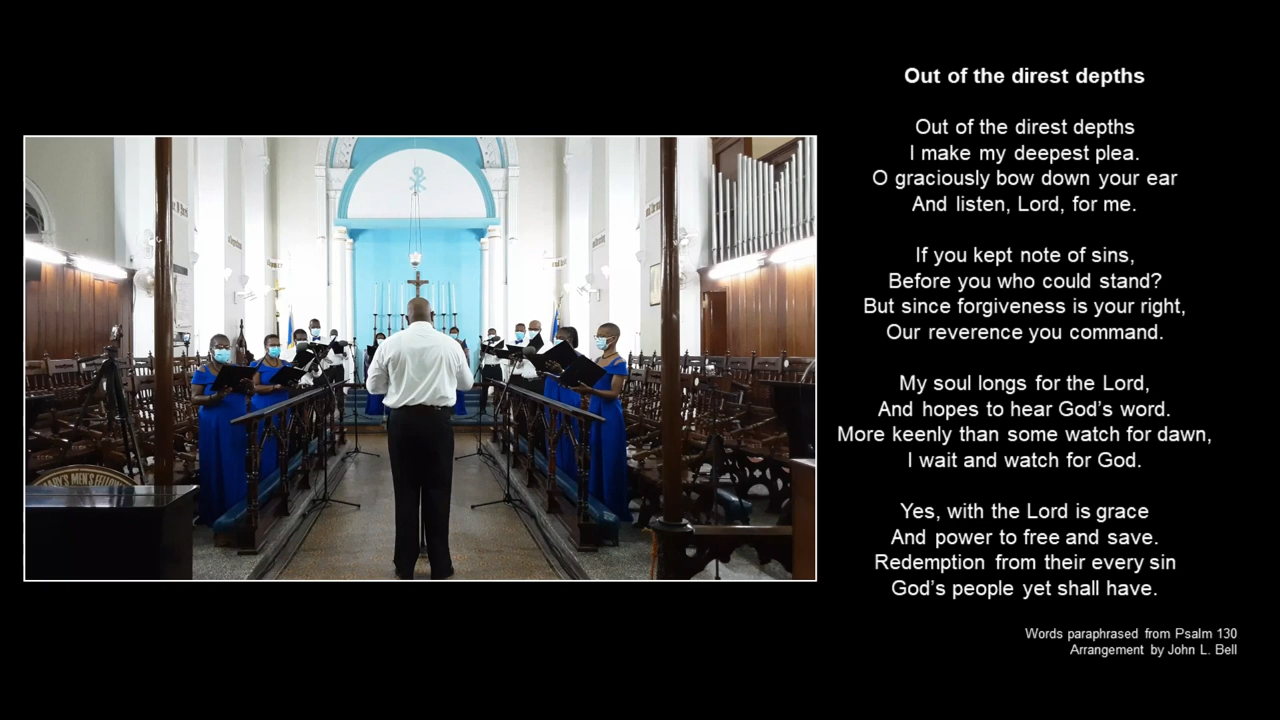 Out of the direst depths
Out of the direst depths
I make my deepest plea.
O graciously bow down your ear
And listen, Lord, for me.
If you kept note of sins,
Before you who could stand?
But since forgiveness is your right,
Our reverence you command.
My soul longs for the Lord,
And hopes to hear God’s word.
More keenly than some watch for dawn,
I wait and watch for God.
Yes, with the Lord is grace
And power to free and save.
Redemption from their every sin
God’s people yet shall have.
Words paraphrased from Psalm 130
Arrangement by John L. Bell
MARY'S MEN'S